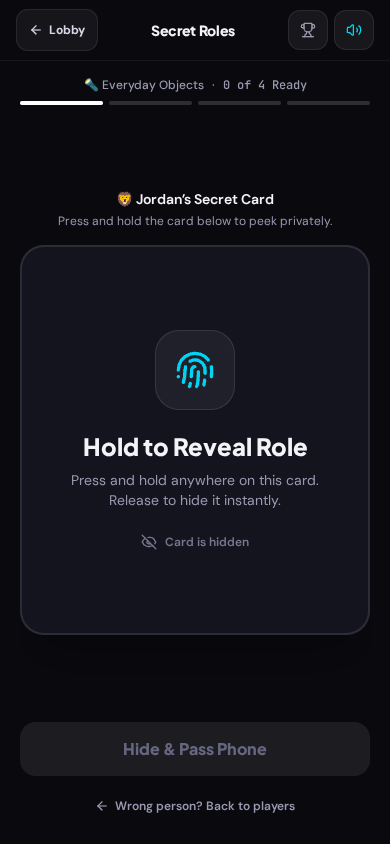 Lobby
Secret Roles
Everyday Objects · 0 of 4 Ready
Jordan's Secret Card
Press and hold the card below to peek privately.
Hold to Reveal Role
Press and hold anywhere on this card.
Release to hide it instantly.
Card is hidden
Hide & Pass Phone
Wrong person? Back to players